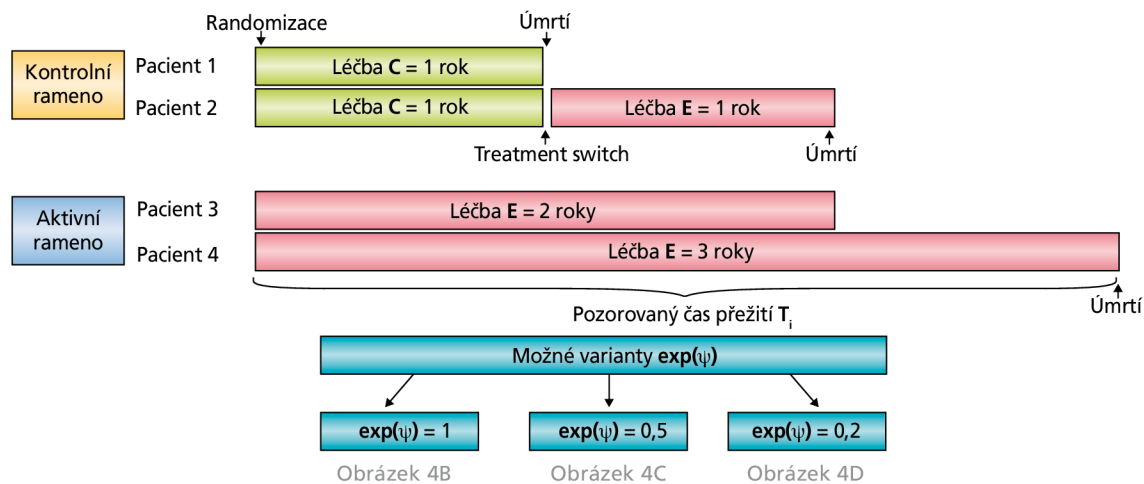 Randomizace
Úmrtí
Kontrolní
rameno
Pacient 1
Léčba C = 1 rok
Pacient 2
Léčba C = 1 rok
Léčba E = 1 rok
Treatment switch
Úmrtí
Aktivní
rameno
Pacient 3
Léčba E = 2 roky
Pacient 4
Léčba E = 3 roky
Úmrtí
Pozorovaný čas přežití Ti
Možné varianty exp(ψ)
exp(ψ) = 1
exp(ψ) = 0,5
exp(ψ) = 0,2
Obrázek 4B
Obrázek 4C
Obrázek 4D